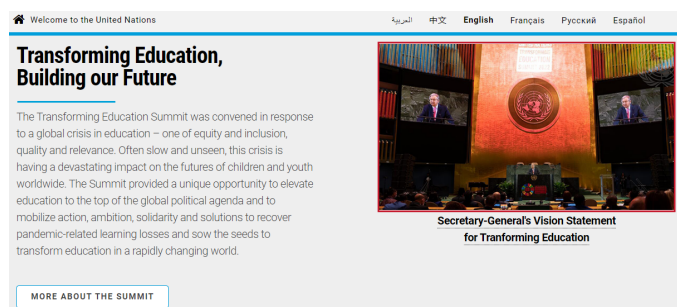 Welcome to the United Nations
العربية 中文 English Français Русский Español
Transforming Education,
Building our Future
The Transforming Education Summit was convened in response
to a global crisis in education – one of equity and inclusion,
quality and relevance. Often slow and unseen, this crisis is
having a devastating impact on the futures of children and youth
worldwide. The Summit provided a unique opportunity to elevate
education to the top of the global political agenda and to
mobilize action, ambition, solidarity and solutions to recover
pandemic-related learning losses and sow the seeds to
transform education in a rapidly changing world.
MORE ABOUT THE SUMMIT
Secretary-General's Vision Statement
for Tranforming Education